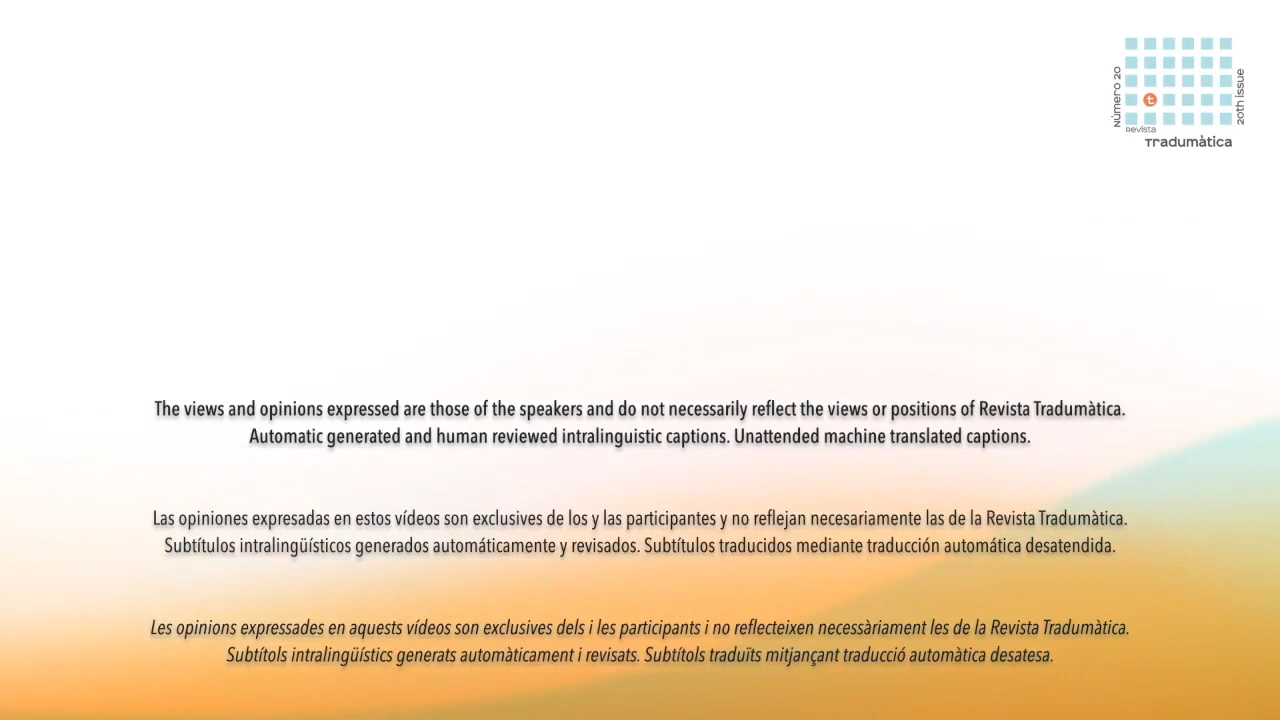 Número 20
20th issue
t
Revista
Tradumàtica
The views and opinions expressed are those of the speakers and do not necessarily reflect the views or positions of Revista Tradumàtica.
Automatic generated and human reviewed intralinguistic captions. Unattended machine translated captions.
Las opiniones expresadas en estos vídeos son exclusives de los y las participantes y no reflejan necesariamente las de la Revista Tradumàtica.
Subtítulos intralingüísticos generados automáticamente y revisados. Subtítulos traducidos mediante traducción automática desatendida.
Les opinions expressades en aquests vídeos son exclusives dels i les participants i no reflecteixen necessàriament les de la Revista Tradumàtica.
Subtítols intralingüístics generats automàticament i revisats. Subtítols traduïts mitjançant traducció automàtica desatesa.